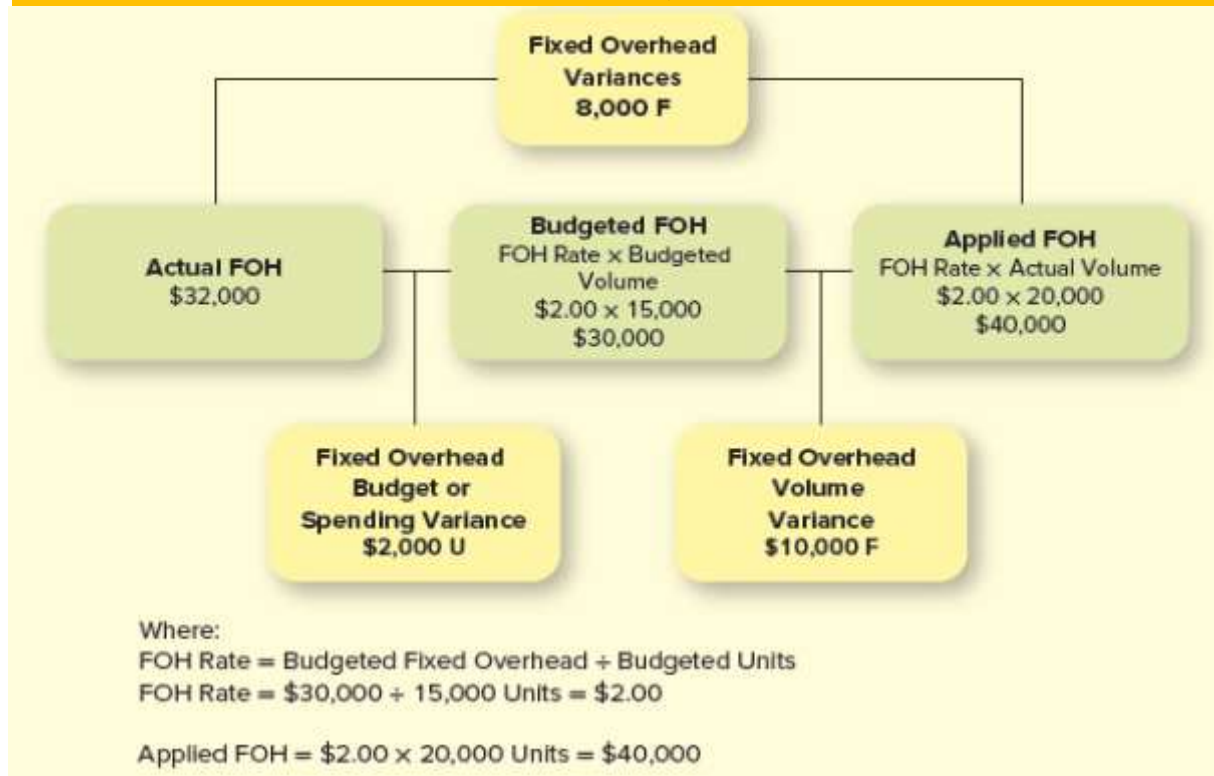 Fixed Overhead
Variances
8,000 F
Actual FOH
$32,000
Budgeted FOH
FOH Rate x Budgeted
Volume
$2.00 × 15,000
$30,000
Applied FOH
FOH Rate x Actual Volume
$2.00 × 20,000
$40,000
Fixed Overhead
Budget or
Spending Variance
$2,000 U
Fixed Overhead
Volume
Variance
$10,000 F
Where:
FOH Rate = Budgeted Fixed Overhead ÷ Budgeted Units
FOH Rate = $30,000 ÷ 15,000 Units = $2.00
Applied FOH = $2.00 × 20,000 Units = $40,000